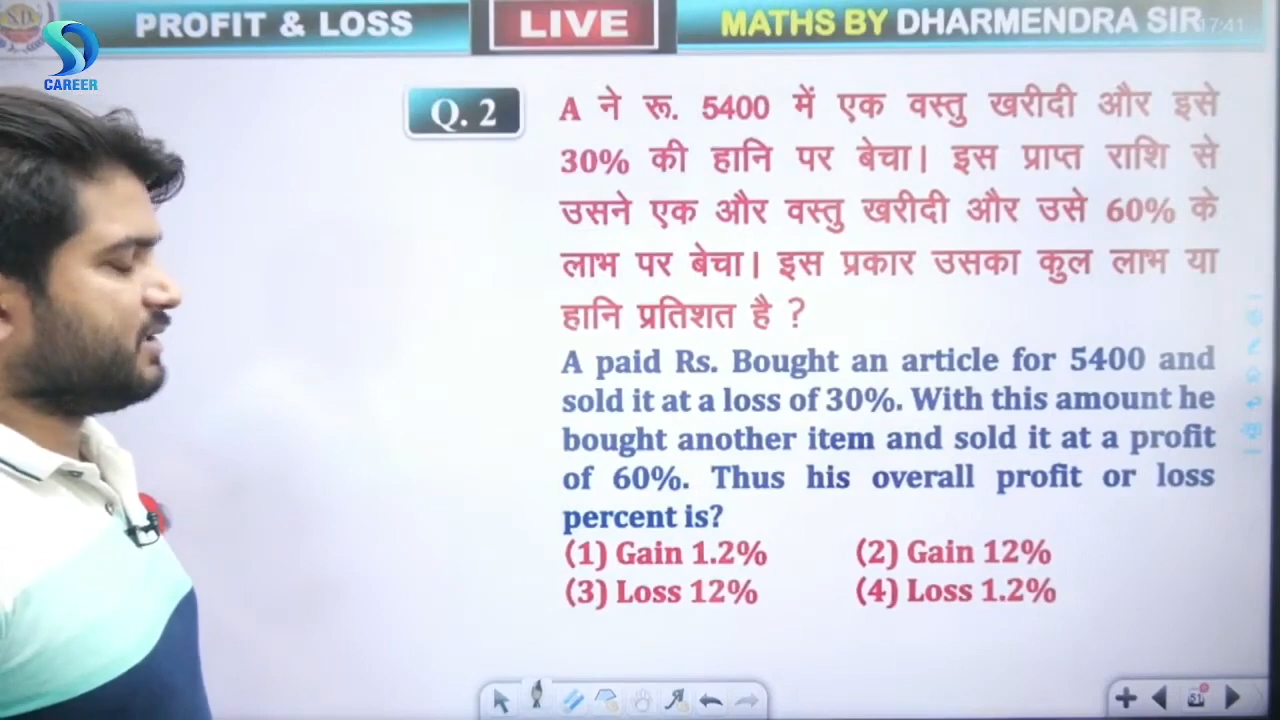 PROFIT & LOSS
LIVE
MATHS BY DHARMENDRA SIR
17:41
CAREER
Q. 2
A ने रू. 5400 में एक वस्तु खरीदी और इसे
30% की हानि पर बेचा। इस प्राप्त राशि से
उसने एक और वस्तु खरीदी और उसे 60% के
लाभ पर बेचा। इस प्रकार उसका कुल लाभ या
हानि प्रतिशत है ?
A paid Rs. Bought an article for 5400 and
sold it at a loss of 30%. With this amount he
bought another item and sold it at a profit
of 60%. Thus his overall profit or loss
percent is?
(1) Gain 1.2% (2) Gain 12%
(3) Loss 12% (4) Loss 1.2%
51